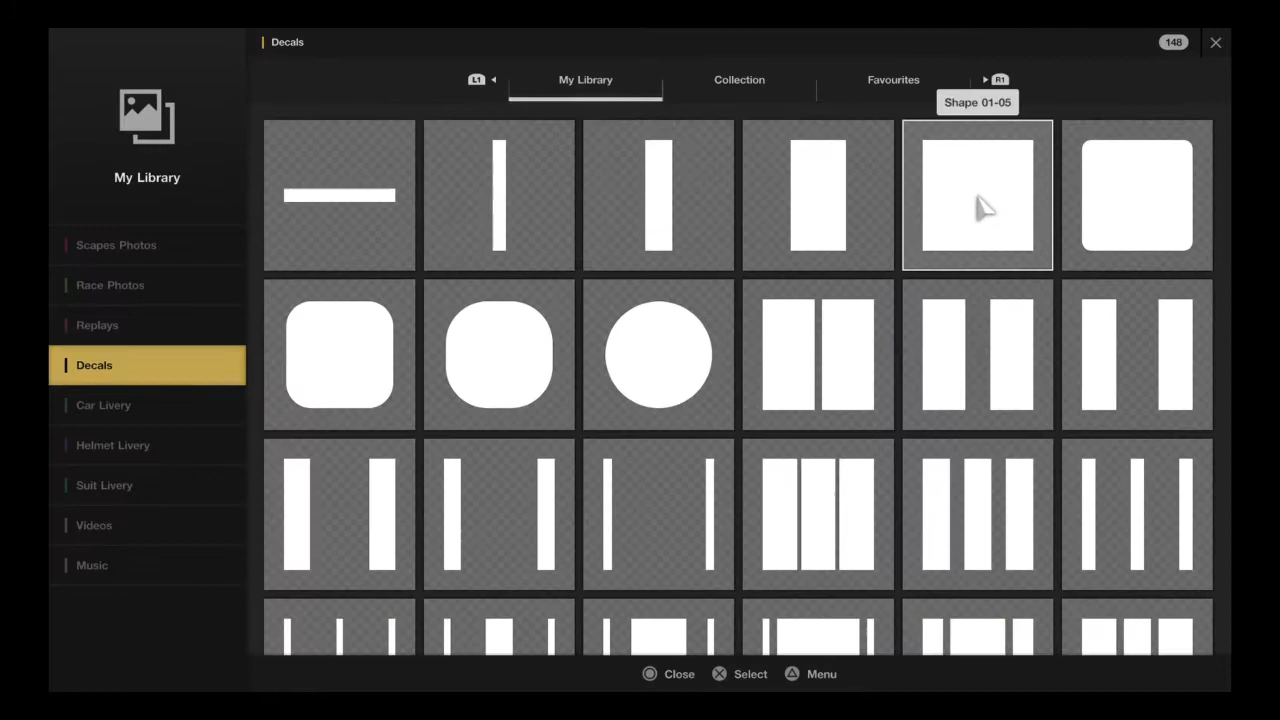 Decals
148
L1
My Library
Collection
Favourites
R1
Shape 01-05
My Library
Scapes Photos
Race Photos
Replays
Decals
Car Livery
Helmet Livery
Suit Livery
Videos
Music
Close
Select
Menu